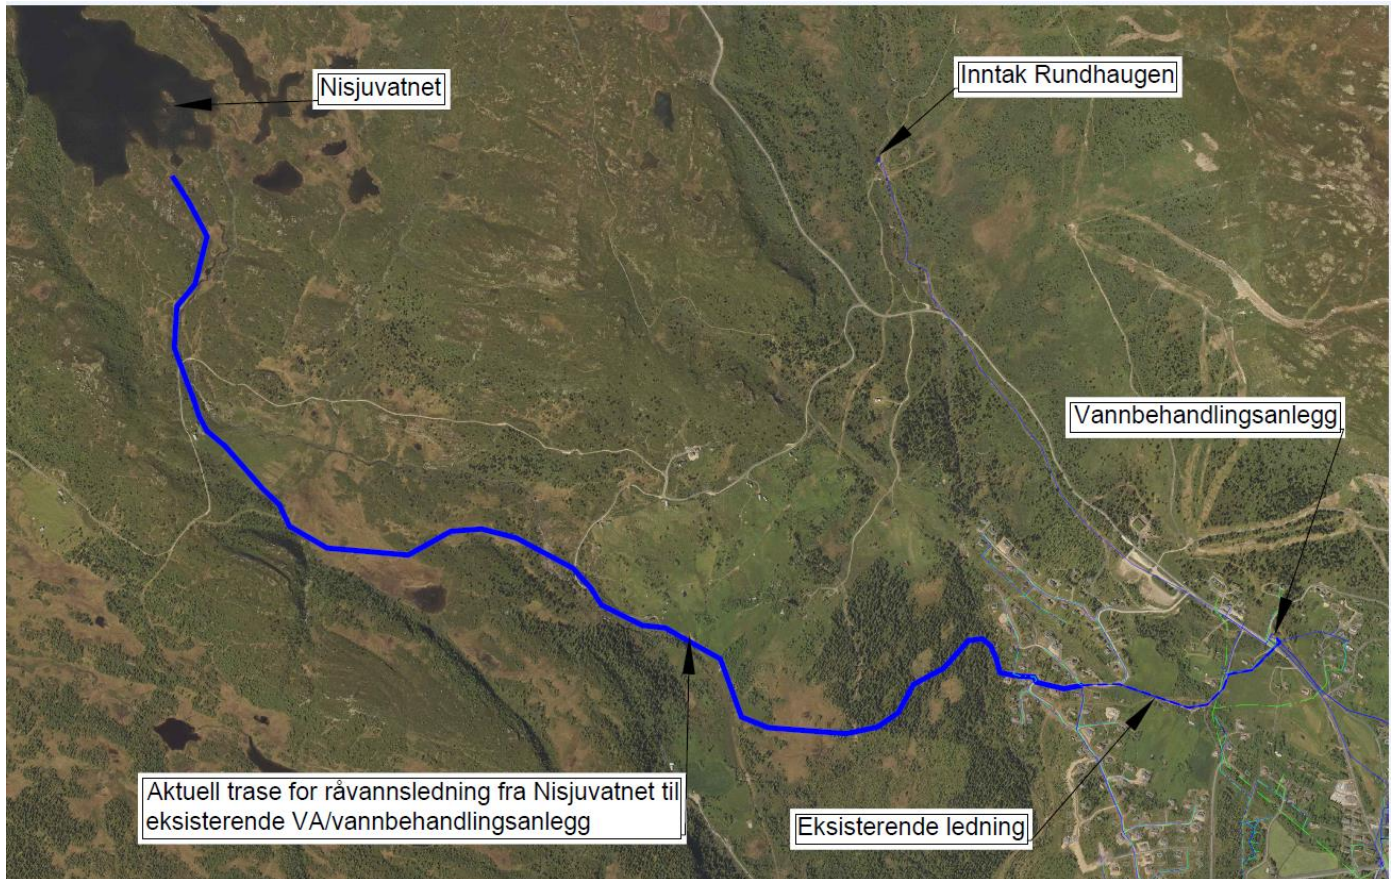 Inntak Rundhaugen
Nisjuvatnet
Vannbehandlingsanlegg
Aktuell trase for råvannsledning fra Nisjuvatnet til
eksisterende VA/vannbehandlingsanlegg
Eksisterende ledning